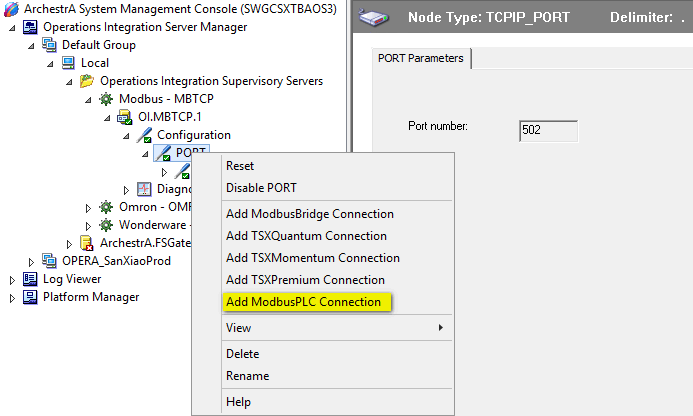 ArchestrA System Management Console (SWGCSXTBAOS3)
Operations Integration Server Manager
Default Group
Local
Operations Integration Supervisory Servers
Modbus - MBTCP
OI.MBTCP.1
Configuration
PORT
Diagno
Omron - OMF
Wonderware -
ArchestrA.FSGate
OPERA_SanXiaoProd
Log Viewer
Platform Manager
Node Type: TCPIP_PORT Delimiter: .
PORT Parameters
Port number: 502
Reset
Disable PORT
Add ModbusBridge Connection
Add TSXQuantum Connection
Add TSXMomentum Connection
Add TSXPremium Connection
Add ModbusPLC Connection
View
Delete
Rename
Help